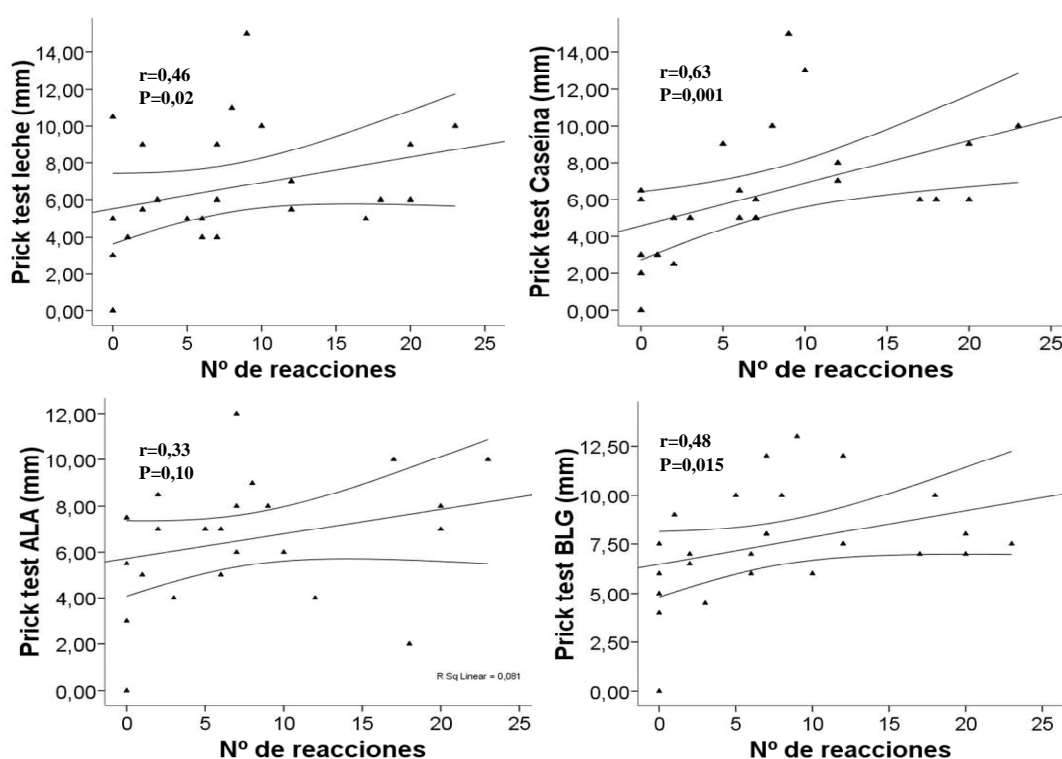 Prick test leche (mm)
14,00
12,00
10,00
8,00
6,00
4,00
2,00
0,00
r=0,46
P=0,02
0 5 10 15 20 25
Nº de reacciones
Prick test Caseína (mm)
14,00
12,00
10,00
8,00
6,00
4,00
2,00
0,00
r=0,63
P=0,001
0 5 10 15 20 25
Nº de reacciones
Prick test ALA (mm)
12,00
10,00
8,00
6,00
4,00
2,00
0,00
r=0,33
P=0,10
R Sq Linear = 0,081
0 5 10 15 20 25
Nº de reacciones
Prick test BLG (mm)
12,50
10,00
7,50
5,00
2,50
0,00
r=0,48
P=0,015
0 5 10 15 20 25
Nº de reacciones